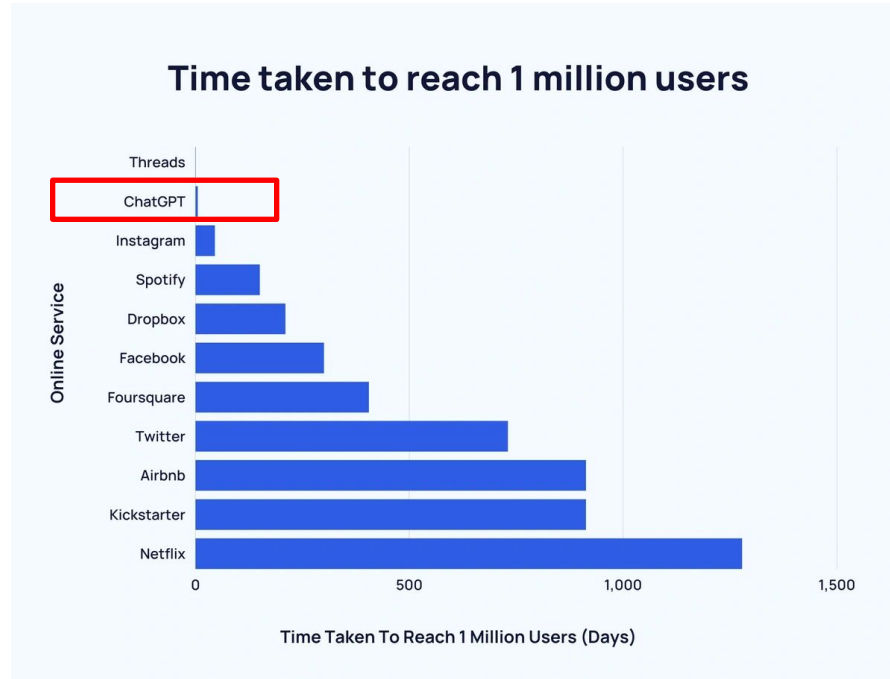 Time taken to reach 1 million users
Online Service
Threads
ChatGPT
Instagram
Spotify
Dropbox
Facebook
Foursquare
Twitter
Airbnb
Kickstarter
Netflix
0 500 1,000 1,500
Time Taken To Reach 1 Million Users (Days)